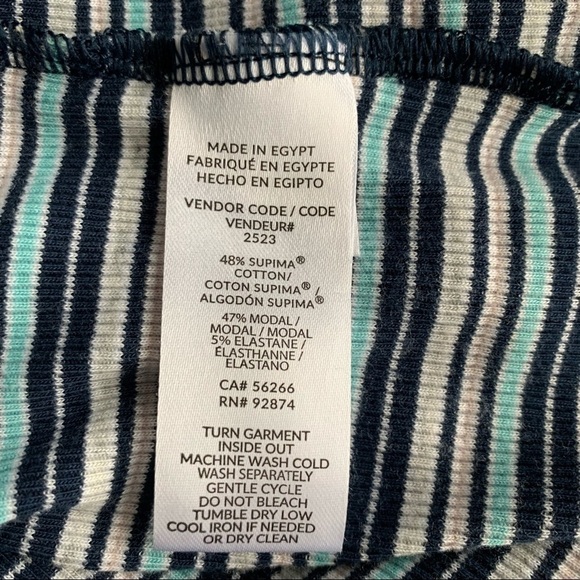 MADE IN EGYPT
FABRIQUÉ EN EGYPTE
HECHO EN EGIPTO
VENDOR CODE / CODE
VENDEUR#
2523
48% SUPIMA®
COTTON/
COTON SUPIMA® /
ALGODÓN SUPIMA®
47% MODAL /
MODAL / MODAL
5% ELASTANE /
ÉLASTHANNE /
ELASTANO
CA# 56266
RN# 92874
TURN GARMENT
INSIDE OUT
MACHINE WASH COLD
WASH SEPARATELY
GENTLE CYCLE
DO NOT BLEACH
TUMBLE DRY LOW
COOL IRON IF NEEDED
OR DRY CLEAN